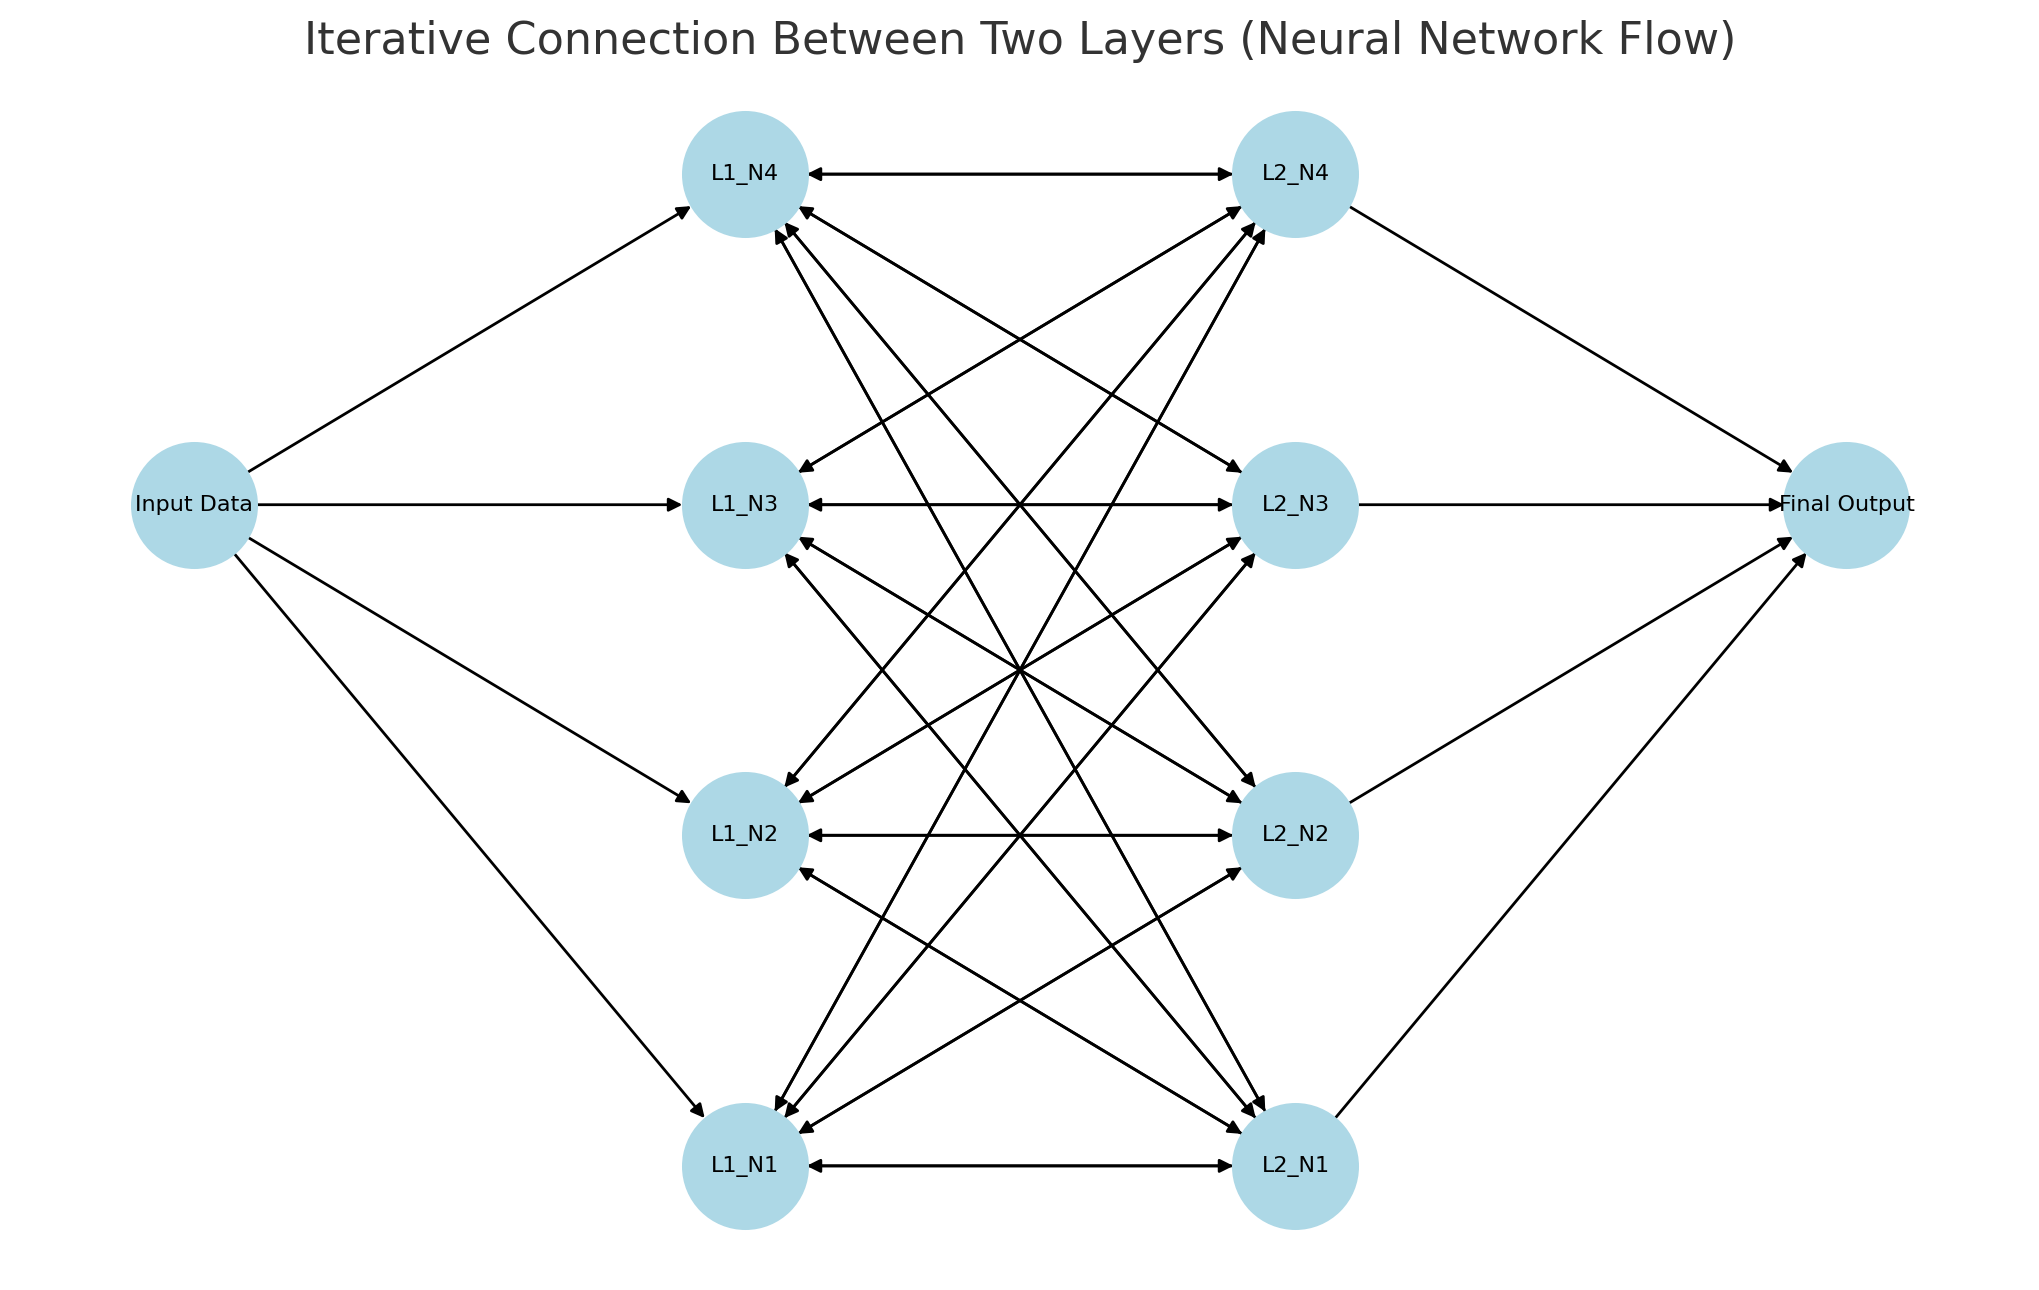 Iterative Connection Between Two Layers (Neural Network Flow)
L1_N4
L2_N4
Input Data
L1_N3
L2_N3
Final Output
L1_N2
L2_N2
L1_N1
L2_N1